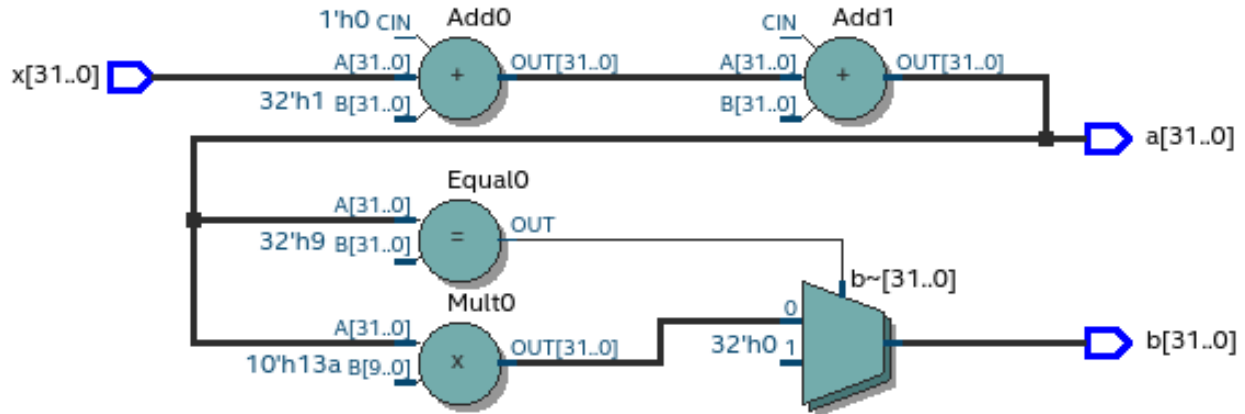 Add0
Add1
1'h0 CIN
CIN
x[31..0]
A[31..0]
+
OUT[31..0]
A[31..0]
+
OUT[31..0]
32'h1 B[31..0]
B[31..0]
a[31..0]
Equal0
A[31..0]
=
OUT
32'h9 B[31..0]
b~[31..0]
Mult0
0
A[31..0]
x
OUT[31..0]
32'h0 1
b[31..0]
10'h13a B[9..0]